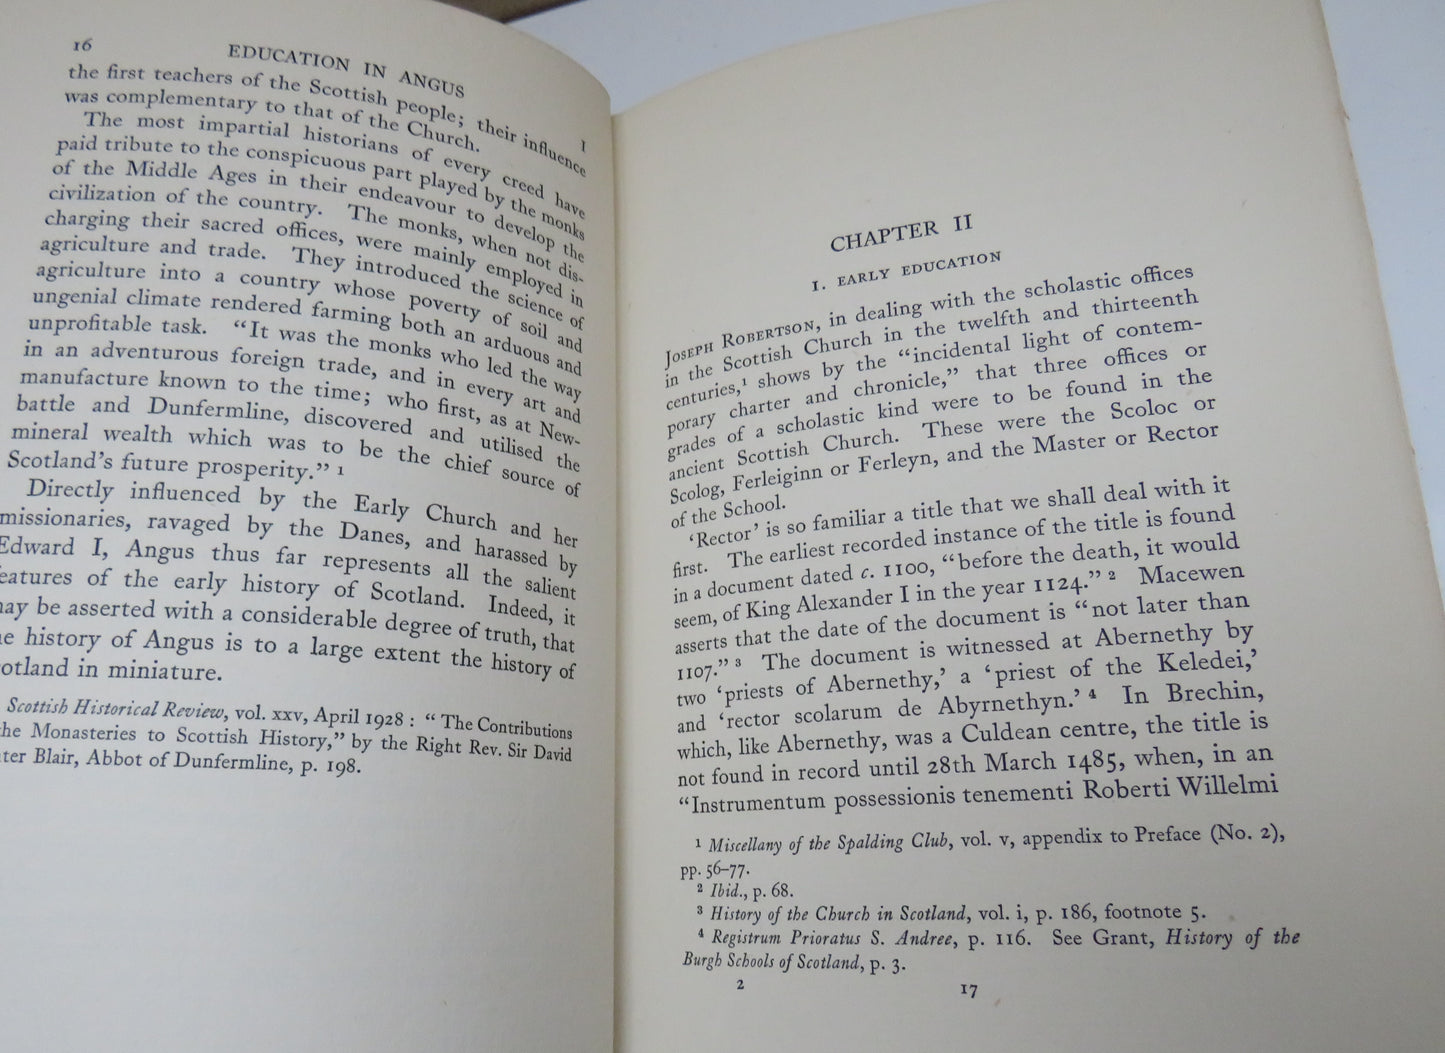 16 EDUCATION IN ANGUS I
the first teachers of the Scottish people; their influence
was complementary to that of the Church.
The most impartial historians of every creed have
paid tribute to the conspicuous part played by the monks
of the Middle Ages in their endeavour to develop the
civilization of the country. The monks, when not dis-
charging their sacred offices, were mainly employed in
agriculture and trade. They introduced the science of
agriculture into a country whose poverty of soil and
ungenial climate rendered farming both an arduous and
unprofitable task. “It was the monks who led the way
in an adventurous foreign trade, and in every art and
manufacture known to the time; who first, as at New-
battle and Dunfermline, discovered and utilised the
mineral wealth which was to be the chief source of
Scotland’s future prosperity.” 1
Directly influenced by the Early Church and her
missionaries, ravaged by the Danes, and harassed by
Edward I, Angus thus far represents all the salient
eatures of the early history of Scotland. Indeed, it
ay be asserted with a considerable degree of truth, that
e history of Angus is to a large extent the history of
otland in miniature.
Scottish Historical Review, vol. xxv, April 1928 : “The Contributions
he Monasteries to Scottish History,” by the Right Rev. Sir David
ter Blair, Abbot of Dunfermline, p. 198.
CHAPTER II
1. EARLY EDUCATION
JOSEPH ROBERTSON, in dealing with the scholastic offices
in the Scottish Church in the twelfth and thirteenth
centuries,1 shows by the “incidental light of contem-
porary charter and chronicle,” that three offices or
grades of a scholastic kind were to be found in the
ancient Scottish Church. These were the Scoloc or
Scolog, Ferleiginn or Ferleyn, and the Master or Rector
of the School.
‘Rector’ is so familiar a title that we shall deal with it
first. The earliest recorded instance of the title is found
in a document dated c. 1100, “before the death, it would
seem, of King Alexander I in the year 1124.” 2 Macewen
asserts that the date of the document is “not later than
1107.” 3 The document is witnessed at Abernethy by
two ‘priests of Abernethy,’ a ‘priest of the Keledei,’
and ‘rector scolarum de Abyrnethyn.’ 4 In Brechin,
which, like Abernethy, was a Culdean centre, the title is
not found in record until 28th March 1485, when, in an
“Instrumentum possessionis tenementi Roberti Willelmi
1 Miscellany of the Spalding Club, vol. v, appendix to Preface (No. 2),
pp. 56–77.
2 Ibid., p. 68.
3 History of the Church in Scotland, vol. i, p. 186, footnote 5.
4 Registrum Prioratus S. Andree, p. 116. See Grant, History of the
Burgh Schools of Scotland, p. 3.
2 17